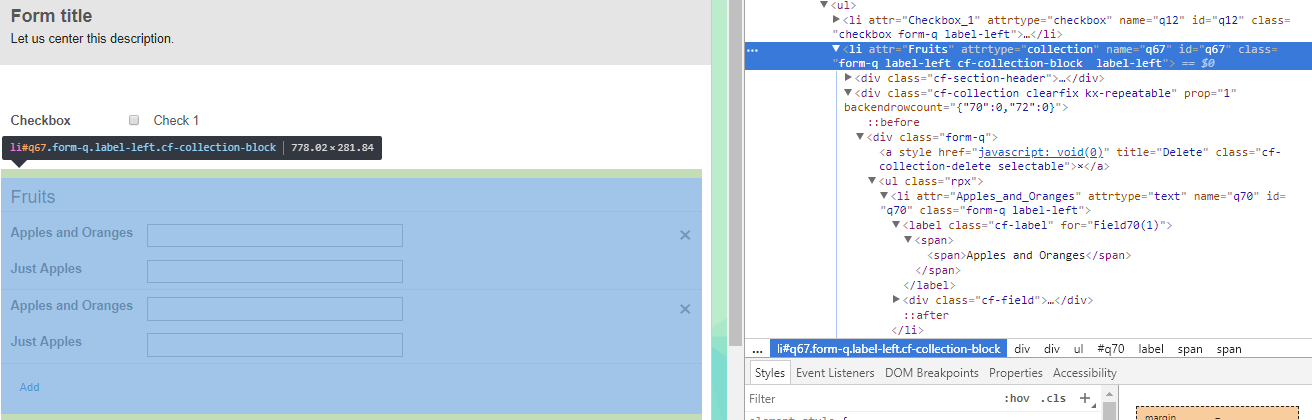 Form title
Let us center this description.
Checkbox Check 1
li#q67.form-q.label-left.cf-collection-block | 778.02 × 281.84
Fruits
Apples and Oranges ×
Just Apples
Apples and Oranges ×
Just Apples
Add
▼<ul>
▶<li attr="Checkbox_1" attrtype="checkbox" name="q12" id="q12" class=
"checkbox form-q label-left">…</li>
… ▼<li attr="Fruits" attrtype="collection" name="q67" id="q67" class=
"form-q label-left cf-collection-block  label-left"> == $0
▶<div class="cf-section-header">…</div>
▼<div class="cf-collection clearfix kx-repeatable" prop="1"
backendrowcount="{"70":0,"72":0}">
::before
▼<div class="form-q">
<a style href="javascript: void(0)" title="Delete" class="cf-
collection-delete selectable">×</a>
▼<ul class="rpx">
▼<li attr="Apples_and_Oranges" attrtype="text" name="q70" id=
"q70" class="form-q label-left">
▼<label class="cf-label" for="Field70(1)">
▼<span>
<span>Apples and Oranges</span>
</span>
</label>
▶<div class="cf-field">…</div>
::after
</li>
… li#q67.form-q.label-left.cf-collection-block div div ul #q70 label span span
Styles Event Listeners DOM Breakpoints Properties Accessibility
Filter :hov .cls +
element.style {
margin